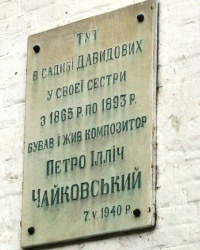 ТУТ
В САДИБІ ДАВИДОВИХ
У СВОЄЇ СЕСТРИ
З 1865 Р. ПО 1893 Р.
БУВАВ І ЖИВ КОМПОЗИТОР
ПЕТРО ІЛЛІЧ
ЧАЙКОВСЬКИЙ
7.V.1940 Р.